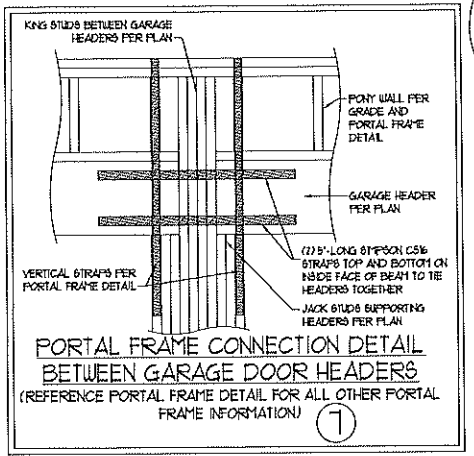 KING STUDS BETWEEN GARAGE
HEADERS PER PLAN
PONY WALL PER
GRADE AND
PORTAL FRAME
DETAIL
GARAGE HEADER
PER PLAN
(2) 5'-LONG SIMPSON CS16
STRAPS TOP AND BOTTOM ON
INSIDE FACE OF BEAM TO TIE
HEADERS TOGETHER
VERTICAL STRAPS PER
PORTAL FRAME DETAIL
JACK STUDS SUPPORTING
HEADERS PER PLAN
PORTAL FRAME CONNECTION DETAIL
BETWEEN GARAGE DOOR HEADERS
(REFERENCE PORTAL FRAME DETAIL FOR ALL OTHER PORTAL
FRAME INFORMATION)
7